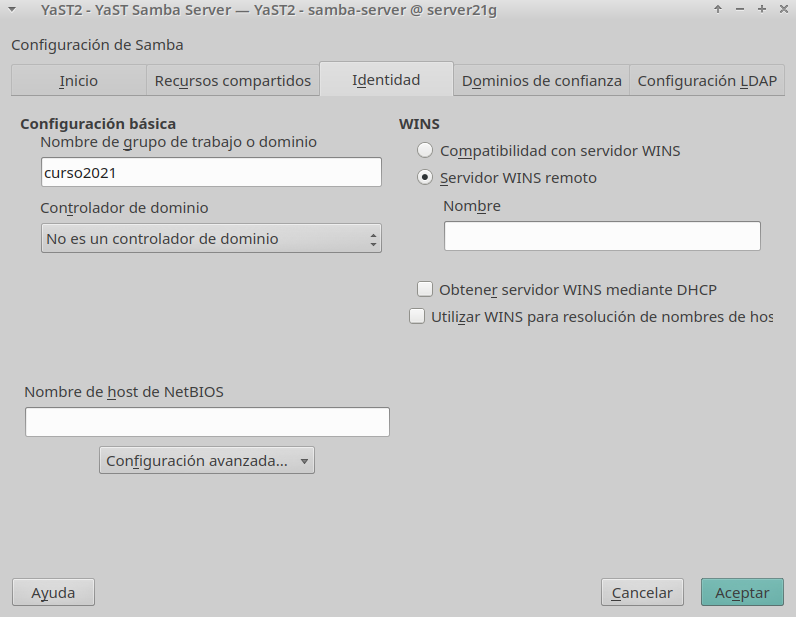 YaST2 - YaST Samba Server — YaST2 - samba-server @ server21g
Configuración de Samba
Inicio
Recursos compartidos
Identidad
Dominios de confianza
Configuración LDAP
Configuración básica
Nombre de grupo de trabajo o dominio
curso2021
Controlador de dominio
No es un controlador de dominio
WINS
Compatibilidad con servidor WINS
Servidor WINS remoto
Nombre
Obtener servidor WINS mediante DHCP
Utilizar WINS para resolución de nombres de hos
Nombre de host de NetBIOS
Configuración avanzada...
Ayuda
Cancelar
Aceptar